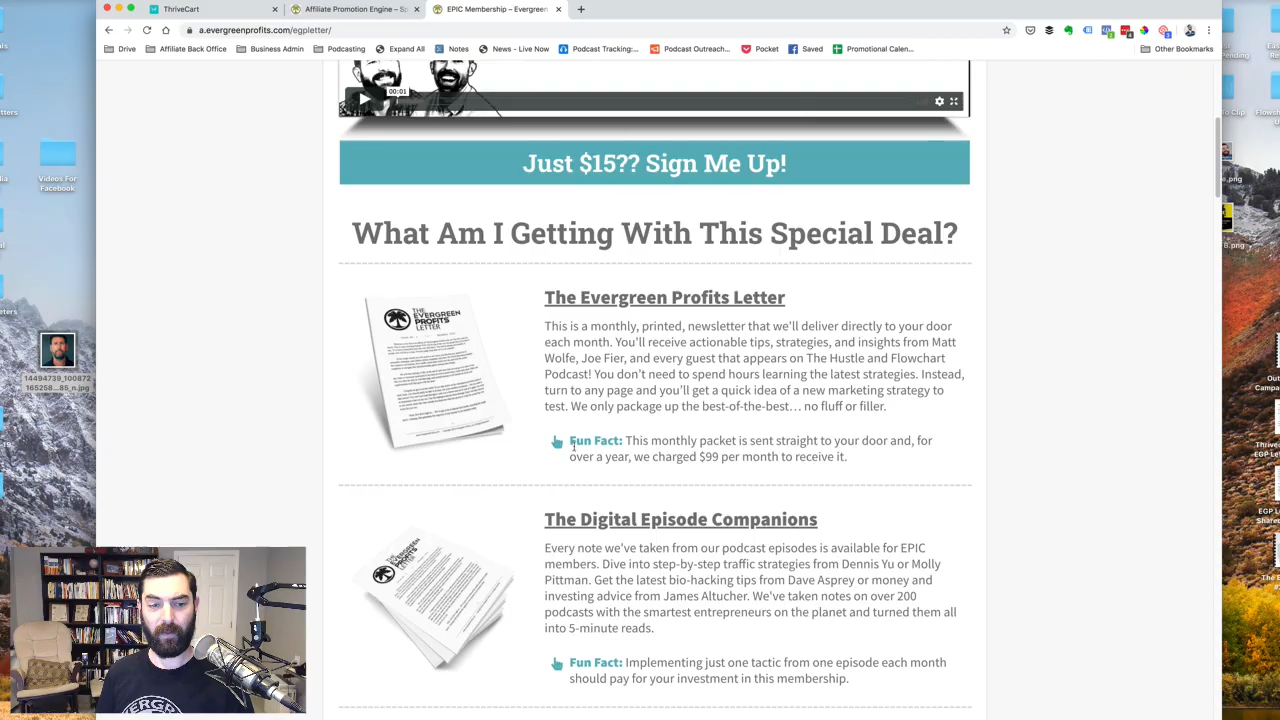 ThriveCart
Affiliate Promotion Engine – Sp
EPIC Membership – Evergreen
a.evergreenprofits.com/egpletter/
Drive
Affiliate Back Office
Business Admin
Podcasting
Expand All
Notes
News - Live Now
Podcast Tracking:...
Podcast Outreach...
Pocket
Saved
Promotional Calen...
Other Bookmarks
00:01
Just $15?? Sign Me Up!
What Am I Getting With This Special Deal?
THE
EVERGREEN
PROFITS
LETTER
The Evergreen Profits Letter
This is a monthly, printed, newsletter that we'll deliver directly to your door
each month. You'll receive actionable tips, strategies, and insights from Matt
Wolfe, Joe Fier, and every guest that appears on The Hustle and Flowchart
Podcast! You don't need to spend hours learning the latest strategies. Instead,
turn to any page and you'll get a quick idea of a new marketing strategy to
test. We only package up the best-of-the-best… no fluff or filler.
Fun Fact: This monthly packet is sent straight to your door and, for
over a year, we charged $99 per month to receive it.
The Digital Episode Companions
Every note we've taken from our podcast episodes is available for EPIC
members. Dive into step-by-step traffic strategies from Dennis Yu or Molly
Pittman. Get the latest bio-hacking tips from Dave Asprey or money and
investing advice from James Altucher. We've taken notes on over 200
podcasts with the smartest entrepreneurs on the planet and turned them all
into 5-minute reads.
Fun Fact: Implementing just one tactic from one episode each month
should pay for your investment in this membership.
Videos For
Facebook
14494739_100872
165258...85_n.jpg